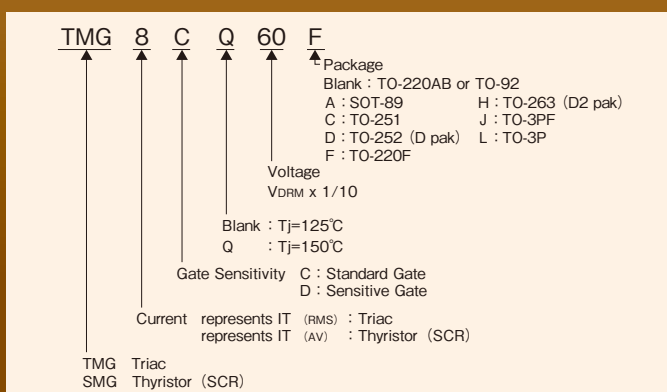 TMG 8 C Q 60 F
Package
Blank：TO-220AB or TO-92
A：SOT-89 H：TO-263（D2 pak）
C：TO-251 J：TO-3PF
D：TO-252（D pak） L：TO-3P
F：TO-220F
Voltage
VDRM x 1/10
Blank：Tj=125℃
Q ：Tj=150℃
Gate Sensitivity C：Standard Gate
D：Sensitive Gate
Current represents IT （RMS）：Triac
represents IT （AV）：Thyristor（SCR）
TMG Triac
SMG Thyristor（SCR）